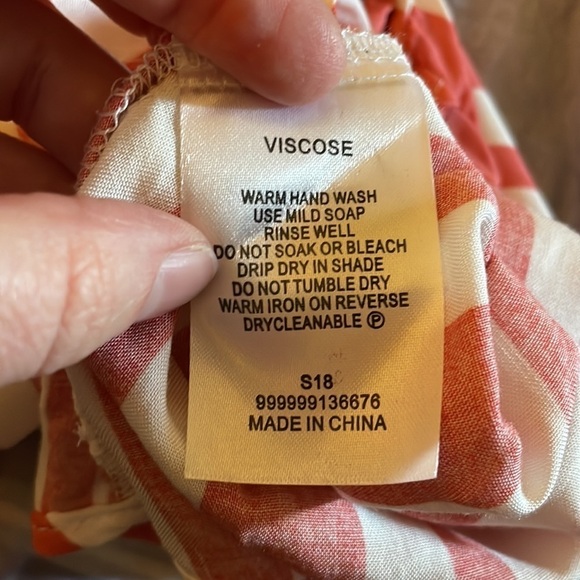 VISCOSE
WARM HAND WASH
USE MILD SOAP
RINSE WELL
DO NOT SOAK OR BLEACH
DRIP DRY IN SHADE
DO NOT TUMBLE DRY
WARM IRON ON REVERSE
DRYCLEANABLE Ⓟ
S18
999999136676
MADE IN CHINA